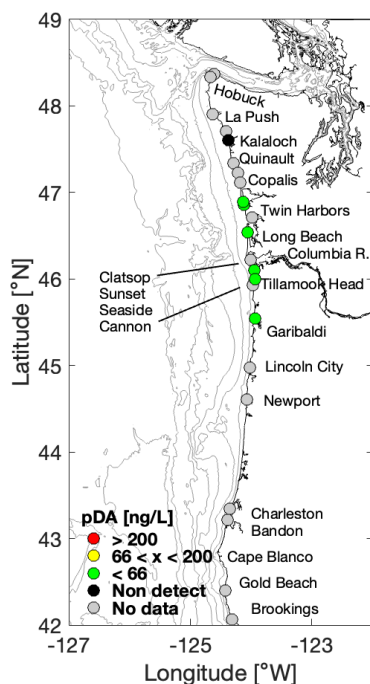 49
48
47
46
45
44
43
42
Latitude [°N]
Hobuck
La Push
Kalaloch
Quinault
Copalis
Twin Harbors
Long Beach
Columbia R.
Clatsop
Sunset
Seaside
Cannon
Tillamook Head
Garibaldi
Lincoln City
Newport
Charleston
Bandon
Cape Blanco
Gold Beach
Brookings
pDA [ng/L]
> 200
66 < x < 200
< 66
Non detect
No data
-127
-125
-124
-123
Longitude [°W]